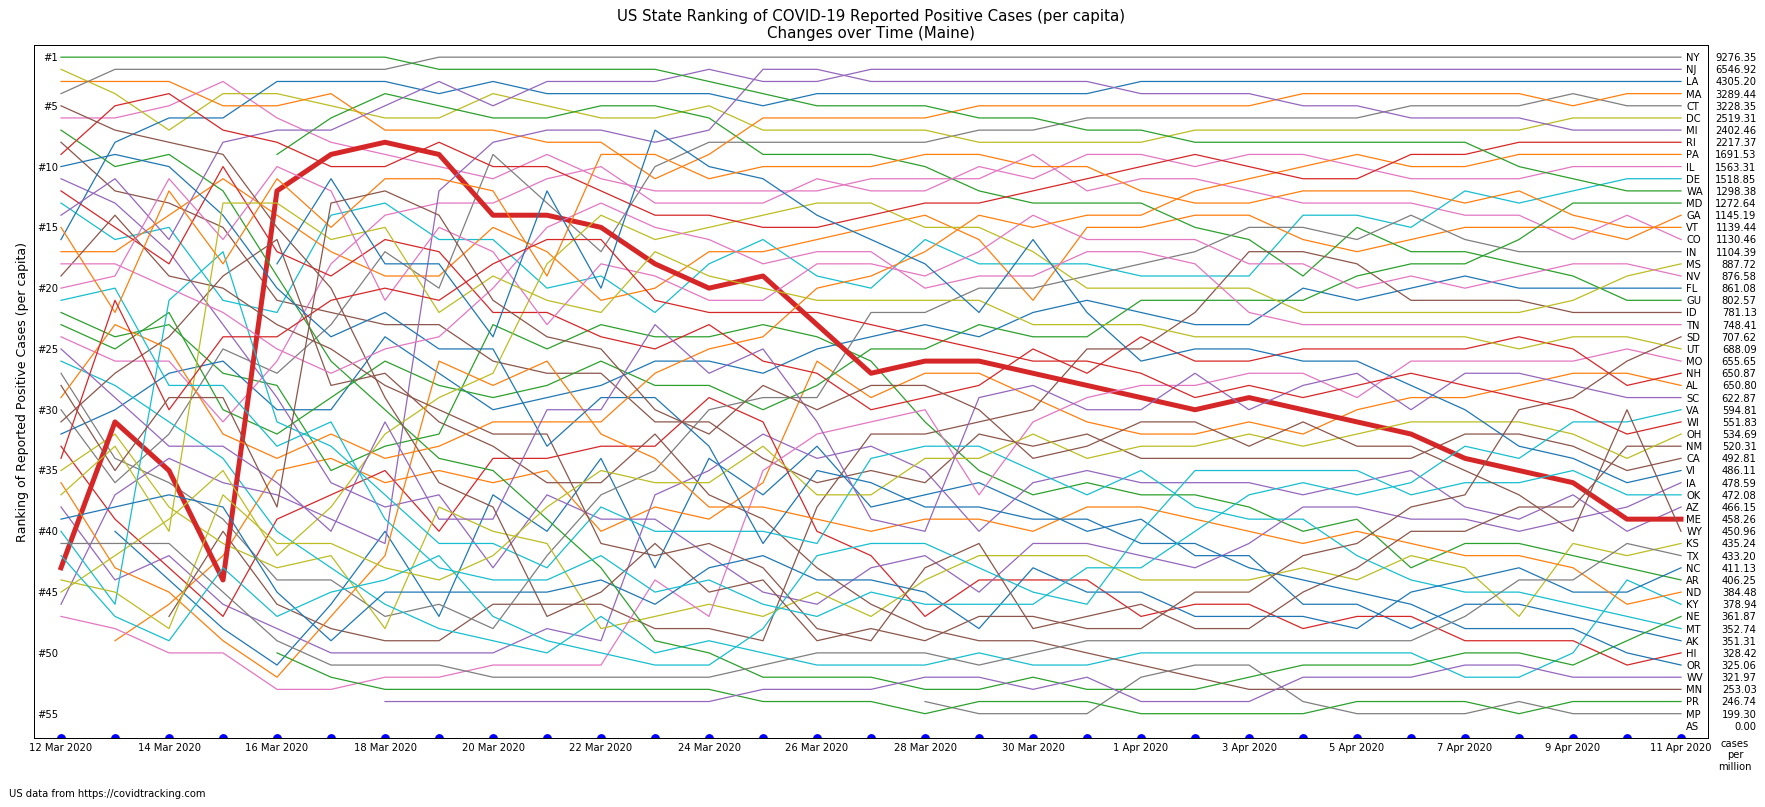 US State Ranking of COVID-19 Reported Positive Cases (per capita)
Changes over Time (Maine)
Ranking of Reported Positive Cases (per capita)
#1
#5
#10
#15
#20
#25
#30
#35
#40
#45
#50
#55
NY 9276.35
NJ 6546.92
LA 4305.20
MA 3289.44
CT 3228.35
DC 2519.31
MI 2402.46
RI 2217.37
PA 1691.53
IL 1563.31
DE 1518.85
WA 1298.38
MD 1272.64
GA 1145.19
VT 1139.44
CO 1130.46
IN 1104.39
MS 887.72
NV 876.58
FL 861.08
GU 802.57
ID 781.13
TN 748.41
SD 707.62
UT 688.09
MO 655.65
NH 650.87
AL 650.80
SC 622.87
VA 594.81
WI 551.83
OH 534.69
NM 520.31
CA 492.81
VI 486.11
IA 478.59
OK 472.08
AZ 466.15
ME 458.26
WY 450.96
KS 435.24
TX 433.20
NC 411.13
AR 406.25
ND 384.48
KY 378.94
NE 361.87
MT 352.74
AK 351.31
HI 328.42
OR 325.06
WV 321.97
MN 253.03
PR 246.74
MP 199.30
AS 0.00
12 Mar 2020 14 Mar 2020 16 Mar 2020 18 Mar 2020 20 Mar 2020 22 Mar 2020 24 Mar 2020 26 Mar 2020 28 Mar 2020 30 Mar 2020 1 Apr 2020 3 Apr 2020 5 Apr 2020 7 Apr 2020 9 Apr 2020 11 Apr 2020
cases
per
million
US data from https://covidtracking.com